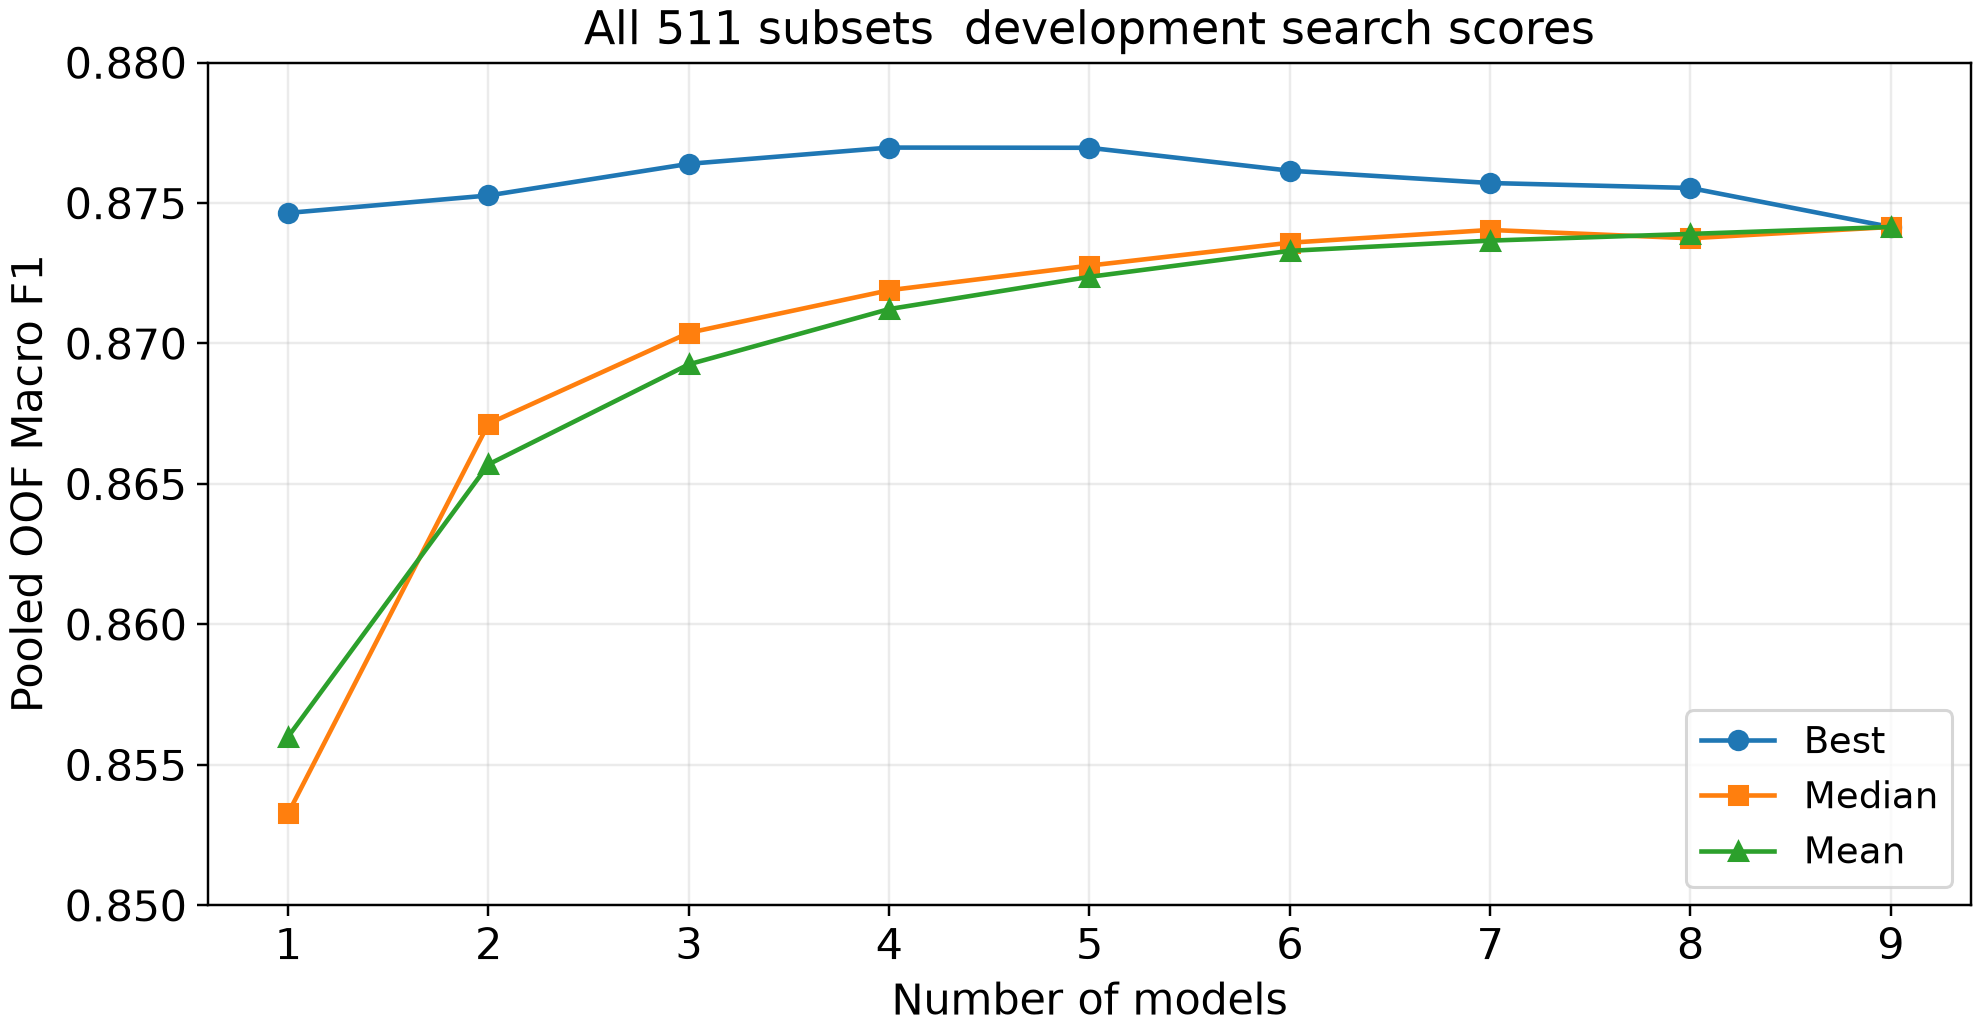 All 511 subsets  development search scores
0.880
0.875
0.870
0.865
0.860
0.855
0.850
Pooled OOF Macro F1
Best
Median
Mean
1 2 3 4 5 6 7 8 9
Number of models